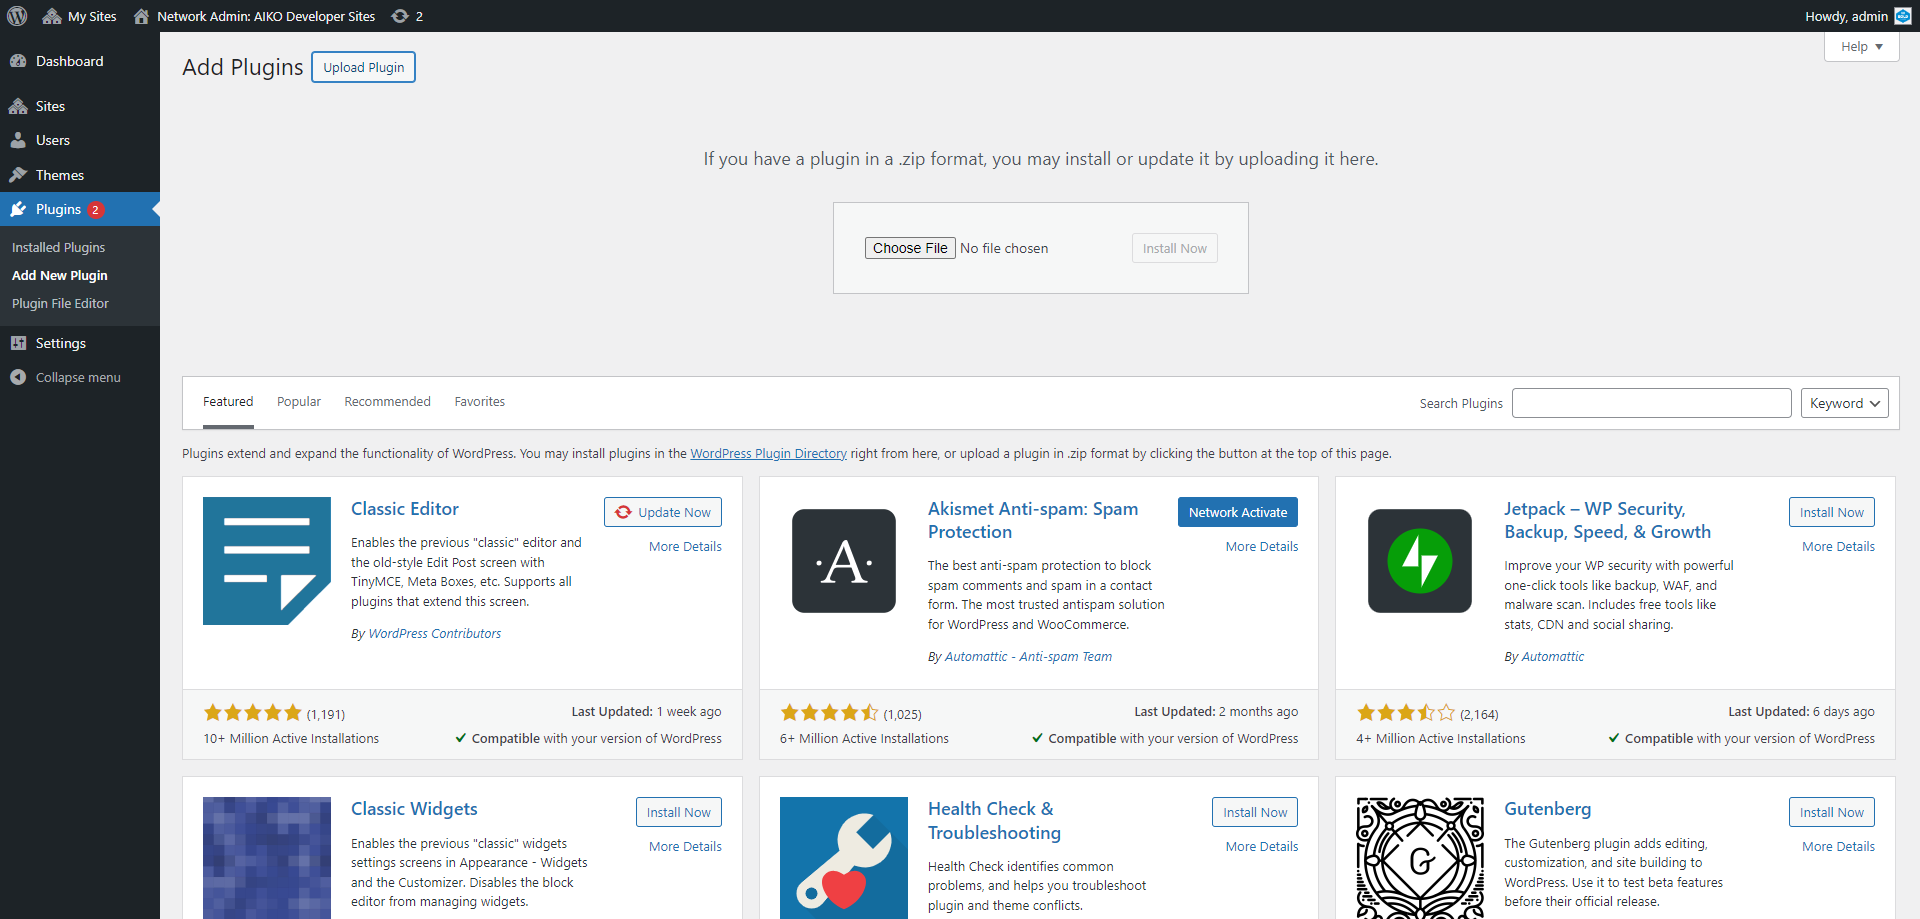 My Sites
Network Admin: AIKO Developer Sites
2
Howdy, admin
Dashboard
Sites
Users
Themes
Plugins 2
Installed Plugins
Add New Plugin
Plugin File Editor
Settings
Collapse menu
Help
Add Plugins
Upload Plugin
If you have a plugin in a .zip format, you may install or update it by uploading it here.
Choose File No file chosen
Install Now
Featured
Popular
Recommended
Favorites
Search Plugins
Keyword
Plugins extend and expand the functionality of WordPress. You may install plugins in the WordPress Plugin Directory right from here, or upload a plugin in .zip format by clicking the button at the top of this page.
Classic Editor
Update Now
More Details
Enables the previous "classic" editor and
the old-style Edit Post screen with
TinyMCE, Meta Boxes, etc. Supports all
plugins that extend this screen.
By WordPress Contributors
(1,191)
Last Updated: 1 week ago
10+ Million Active Installations
Compatible with your version of WordPress
·A·
Akismet Anti-spam: Spam
Protection
Network Activate
More Details
The best anti-spam protection to block
spam comments and spam in a contact
form. The most trusted antispam solution
for WordPress and WooCommerce.
By Automattic - Anti-spam Team
(1,025)
Last Updated: 2 months ago
6+ Million Active Installations
Compatible with your version of WordPress
Jetpack – WP Security,
Backup, Speed, & Growth
Install Now
More Details
Improve your WP security with powerful
one-click tools like backup, WAF, and
malware scan. Includes free tools like
stats, CDN and social sharing.
By Automattic
(2,164)
Last Updated: 6 days ago
4+ Million Active Installations
Compatible with your version of WordPress
Classic Widgets
Install Now
More Details
Enables the previous "classic" widgets
settings screens in Appearance - Widgets
and the Customizer. Disables the block
editor from managing widgets.
Health Check &
Troubleshooting
Install Now
More Details
Health Check identifies common
problems, and helps you troubleshoot
plugin and theme conflicts.
G
Gutenberg
Install Now
More Details
The Gutenberg plugin adds editing,
customization, and site building to
WordPress. Use it to test beta features
before their official release.